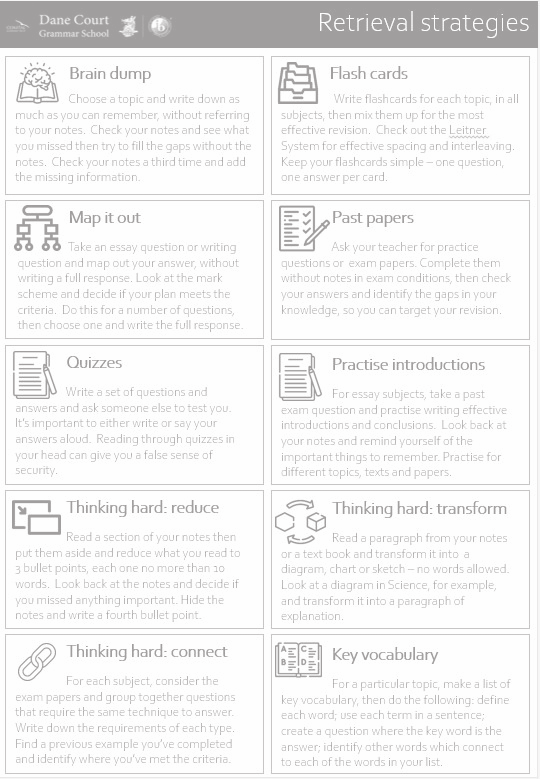 Dane Court
Grammar School
Retrieval strategies
Brain dump
Choose a topic and write down as
much as you can remember, without referring
to your notes. Check your notes and see what
you missed then try to fill the gaps without the
notes. Check your notes a third time and add
the missing information.
Flash cards
Write flashcards for each topic, in all
subjects, then mix them up for the most
effective revision. Check out the Leitner
System for effective spacing and interleaving.
Keep your flashcards simple – one question,
one answer per card.
Map it out
Take an essay question or writing
question and map out your answer, without
writing a full response. Look at the mark
scheme and decide if your plan meets the
criteria. Do this for a number of questions,
then choose one and write the full response.
Past papers
Ask your teacher for practice
questions or exam papers. Complete them
without notes in exam conditions, then check
your answers and identify the gaps in your
knowledge, so you can target your revision.
Quizzes
Write a set of questions and
answers and ask someone else to test you.
It's important to either write or say your
answers aloud. Reading through quizzes in
your head can give you a false sense of
security.
Practise introductions
For essay subjects, take a past
exam question and practise writing effective
introductions and conclusions. Look back at
your notes and remind yourself of the
important things to remember. Practise for
different topics, texts and papers.
Thinking hard: reduce
Read a section of your notes then
put them aside and reduce what you read to
3 bullet points, each one no more than 10
words. Look back at the notes and decide if
you missed anything important. Hide the
notes and write a fourth bullet point.
Thinking hard: transform
Read a paragraph from your notes
or a text book and transform it into a
diagram, chart or sketch – no words allowed.
Look at a diagram in Science, for example,
and transform it into a paragraph of
explanation.
Thinking hard: connect
For each subject, consider the
exam papers and group together questions
that require the same technique to answer.
Write down the requirements of each type.
Find a previous example you've completed
and identify where you've met the criteria.
A B C D
Key vocabulary
For a particular topic, make a list of
key vocabulary, then do the following: define
each word; use each term in a sentence;
create a question where the key word is the
answer; identify other words which connect
to each of the words in your list.